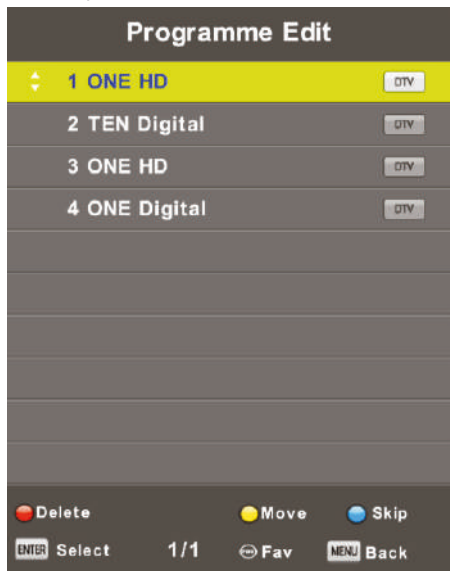 Programme Edit
1 ONE HD DTV
2 TEN Digital DTV
3 ONE HD DTV
4 ONE Digital DTV
Delete Move Skip
ENTER Select 1/1 Fav MENU Back